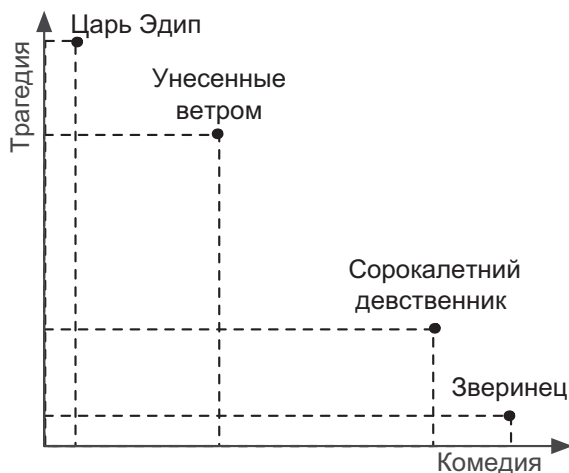 Царь Эдип
Трагедия
Унесенные
ветром
Сорокалетний
девственник
Зверинец
Комедия